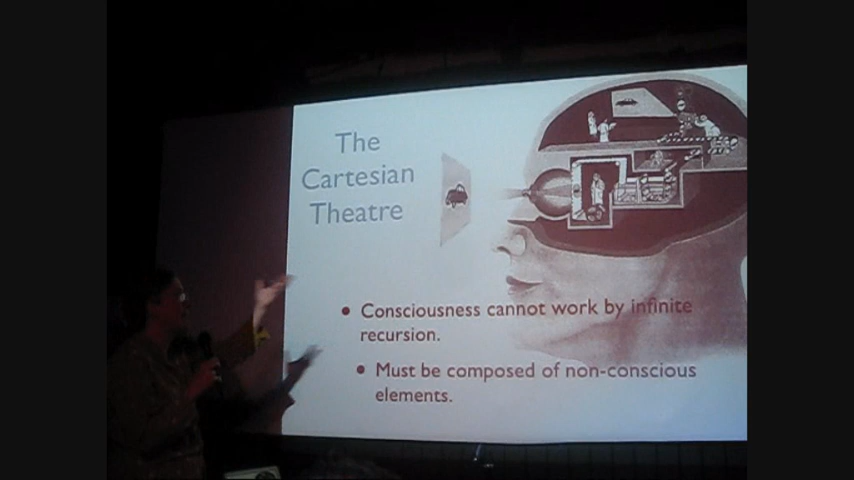 The
Cartesian
Theatre
• Consciousness cannot work by infinite
recursion.
• Must be composed of non-conscious
elements.